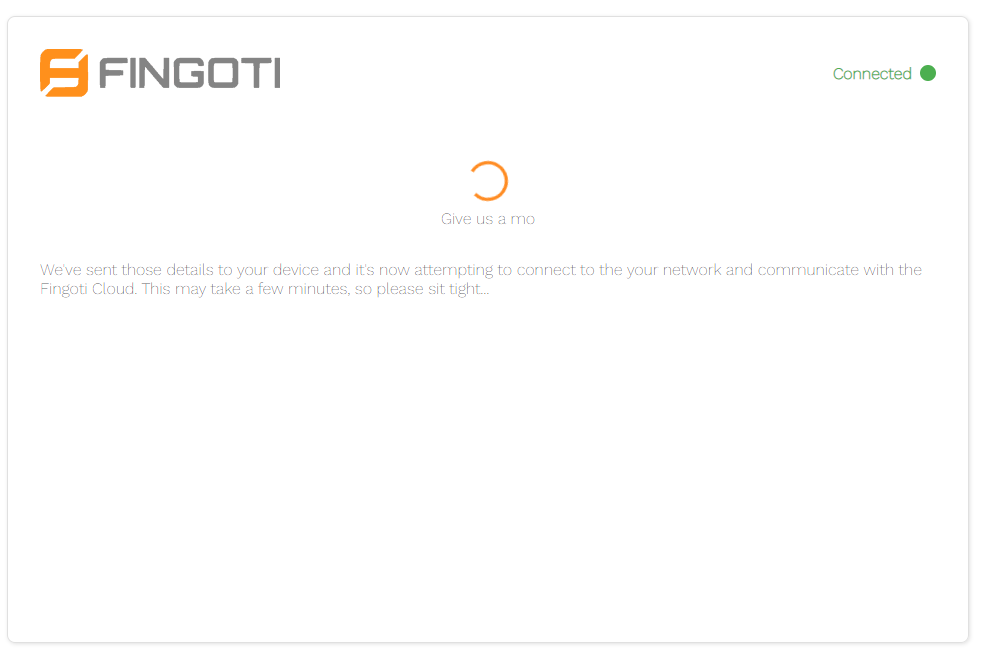 FINGOTI
Connected
Give us a mo
We've sent those details to your device and it's now attempting to connect to the your network and communicate with the
Fingoti Cloud. This may take a few minutes, so please sit tight...